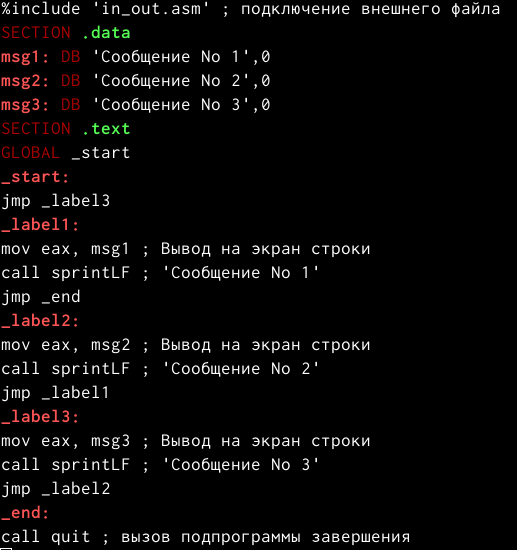 %include 'in_out.asm' ; подключение внешнего файла
SECTION .data
msg1: DB 'Сообщение No 1',0
msg2: DB 'Сообщение No 2',0
msg3: DB 'Сообщение No 3',0
SECTION .text
GLOBAL _start
_start:
jmp _label3
_label1:
mov eax, msg1 ; Вывод на экран строки
call sprintLF ; 'Сообщение No 1'
jmp _end
_label2:
mov eax, msg2 ; Вывод на экран строки
call sprintLF ; 'Сообщение No 2'
jmp _label1
_label3:
mov eax, msg3 ; Вывод на экран строки
call sprintLF ; 'Сообщение No 3'
jmp _label2
_end:
call quit ; вызов подпрограммы завершения